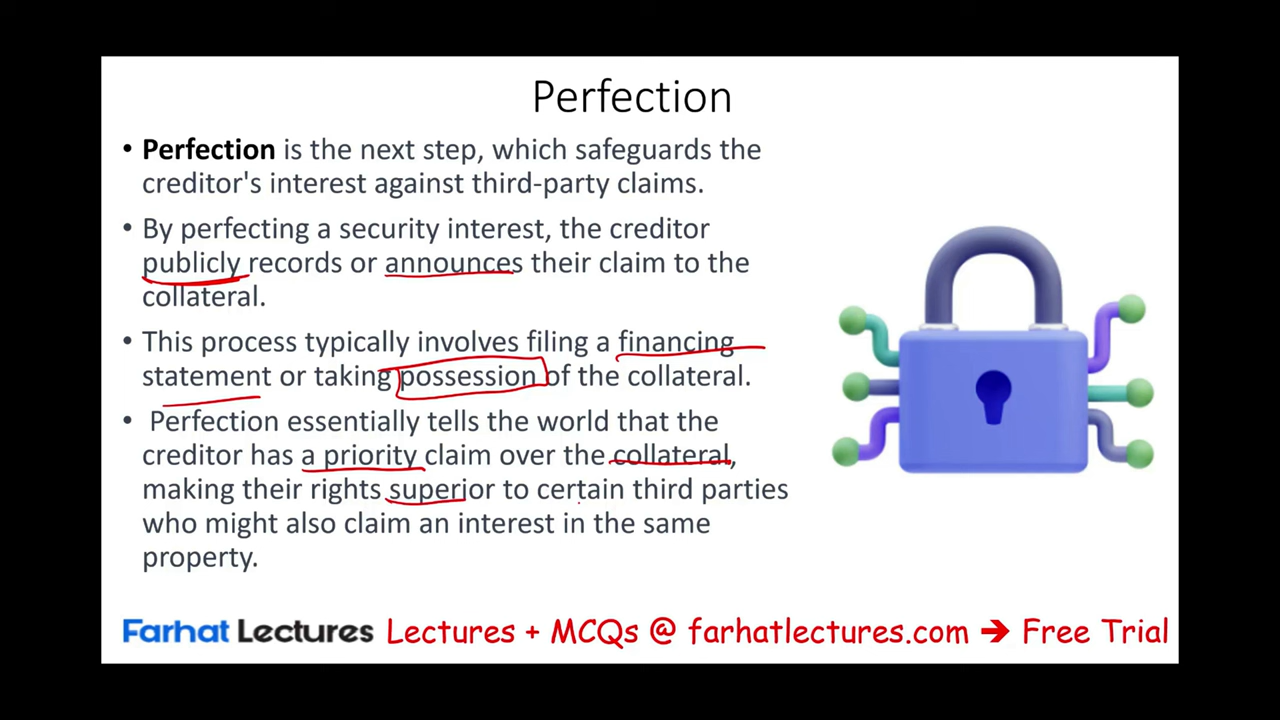 Perfection
• Perfection is the next step, which safeguards the
creditor's interest against third-party claims.
• By perfecting a security interest, the creditor
publicly records or announces their claim to the
collateral.
• This process typically involves filing a financing
statement or taking possession of the collateral.
• Perfection essentially tells the world that the
creditor has a priority claim over the collateral,
making their rights superior to certain third parties
who might also claim an interest in the same
property.
Farhat Lectures Lectures + MCQs @ farhatlectures.com ➔ Free Trial